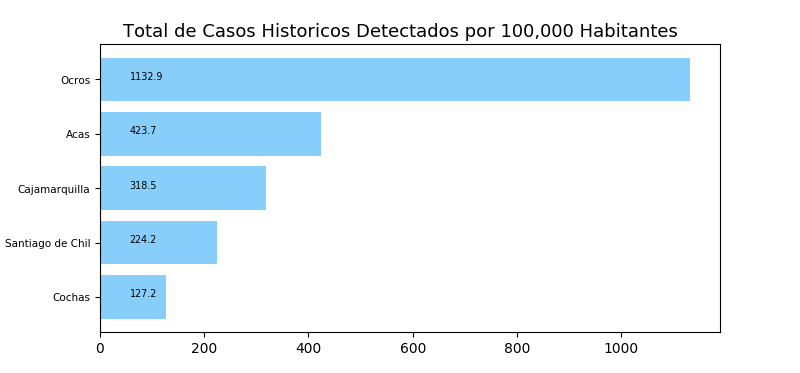 Total de Casos Historicos Detectados por 100,000 Habitantes
Ocros 1132.9
Acas 423.7
Cajamarquilla 318.5
Santiago de Chil 224.2
Cochas 127.2
0 200 400 600 800 1000